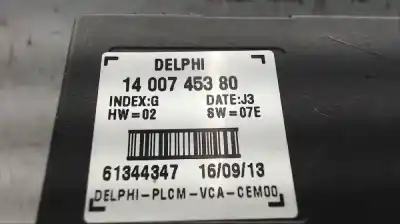 DELPHI
14 007 453 80
INDEX:G DATE:J3
HW=02 SW=07E
61344347 16/09/13
DELPHI-PLCM-VCA-CEM00